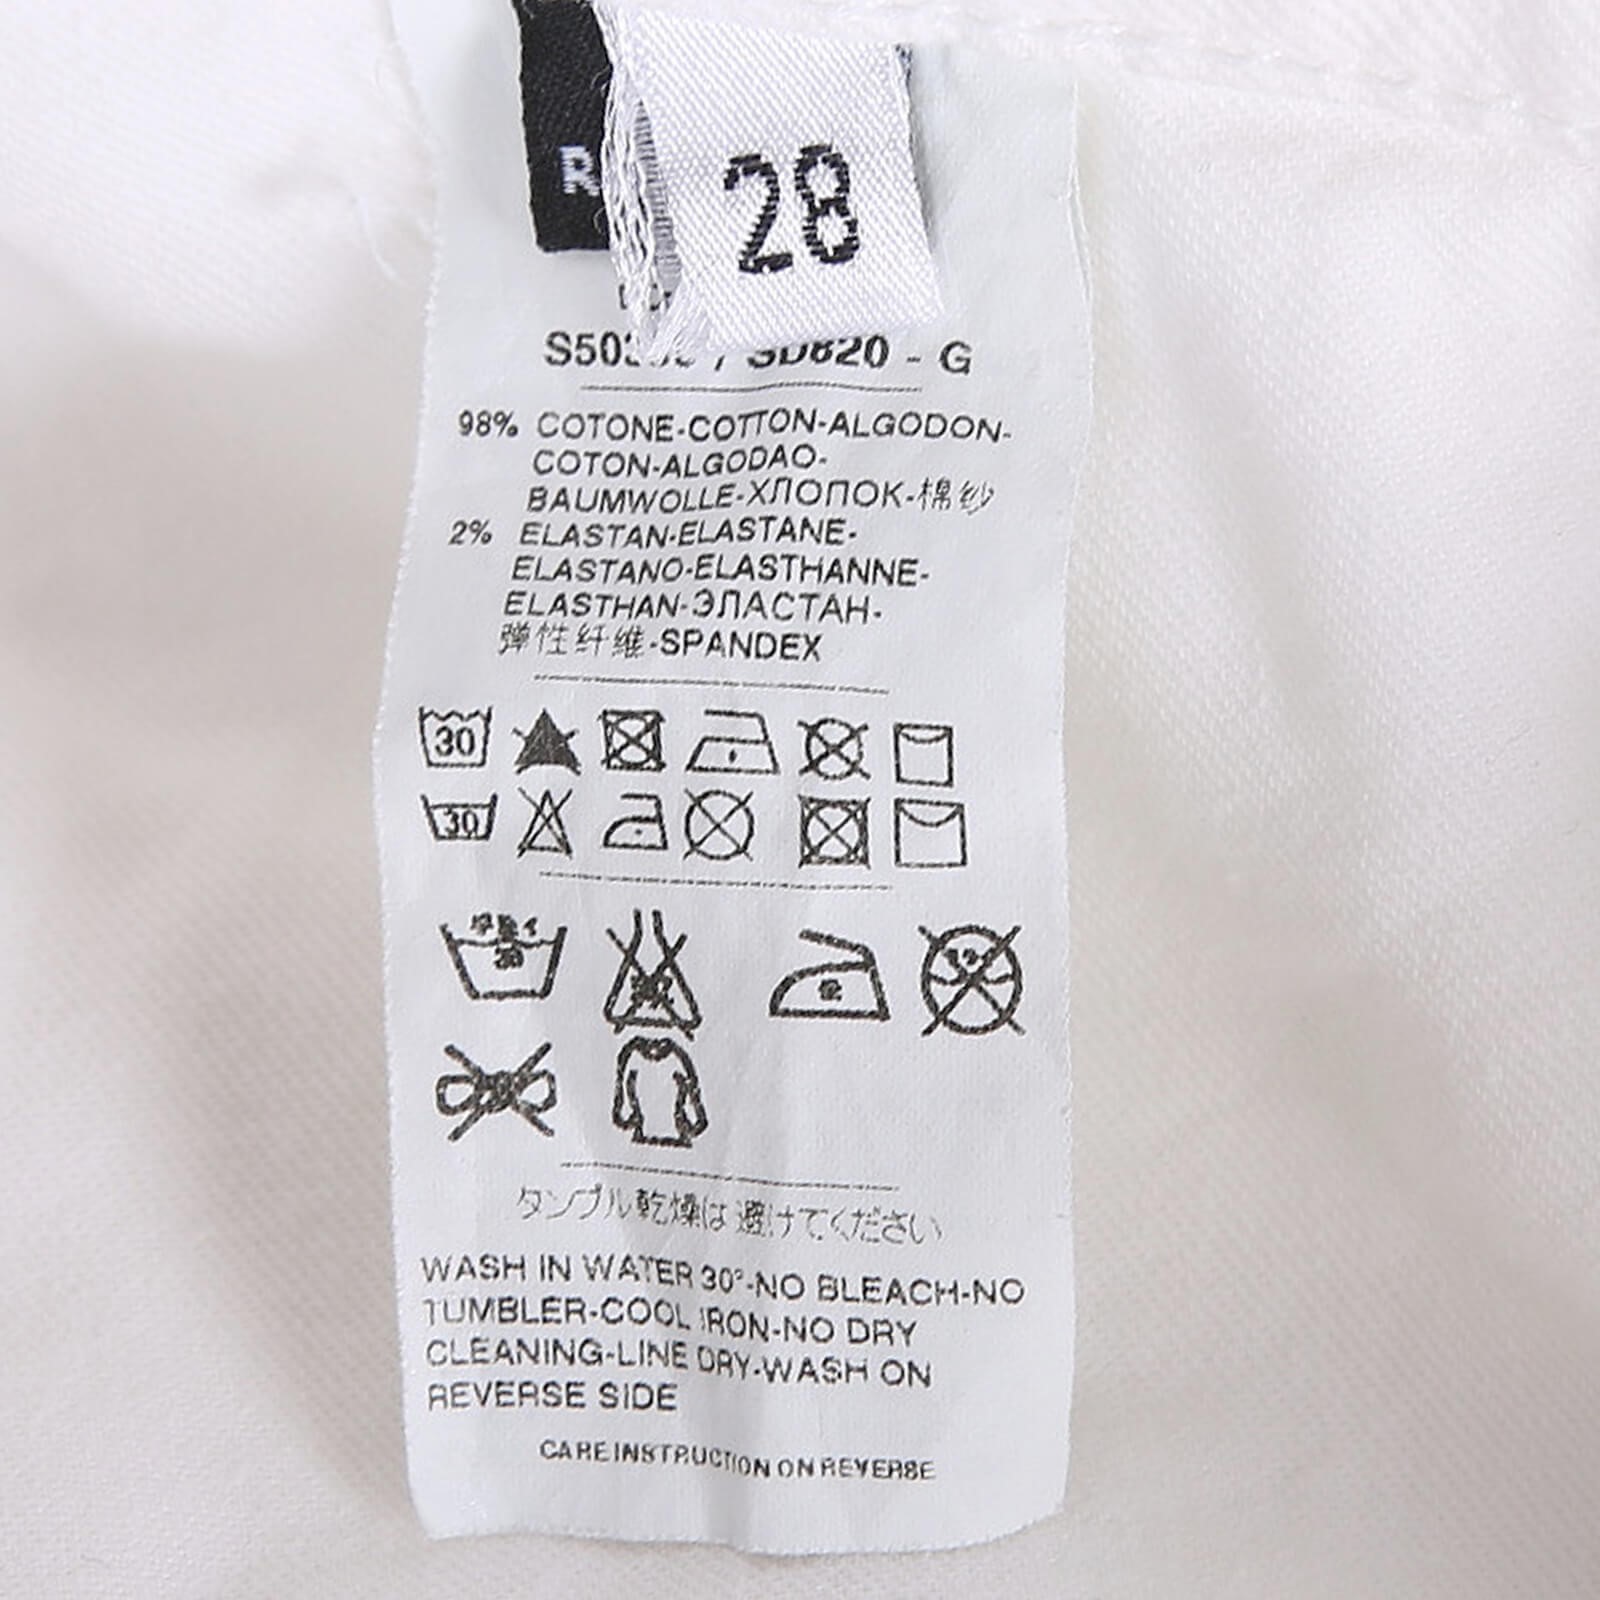 R
28
SD820 - G
98% COTONE-COTTON-ALGODON-
COTON-ALGODAO-
BAUMWOLLE-ХЛОПОК-棉纱
2% ELASTAN-ELASTANE-
ELASTANO-ELASTHANNE-
ELASTHAN-ЭЛАСТАН-
弹性纤维-SPANDEX
30
30
30
タンブル乾燥は避けてください
WASH IN WATER 30°-NO BLEACH-NO
TUMBLER-COOL IRON-NO DRY
CLEANING-LINE DRY-WASH ON
REVERSE SIDE
CARE INSTRUCTION ON REVERSE